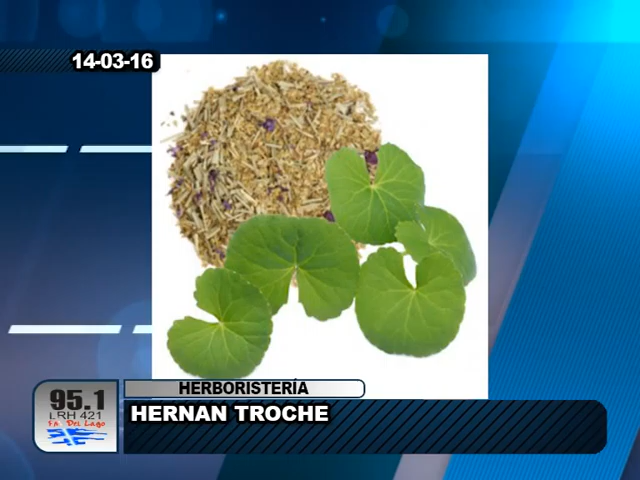 14-03-16
HERBORISTERÍA
HERNAN TROCHE
95.1
LRH 421
Fm Del Lago